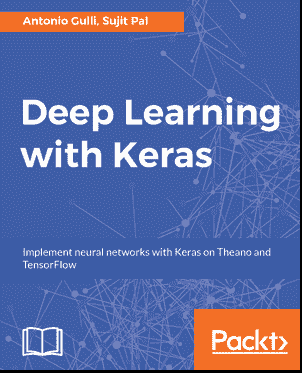 Antonio Gulli, Sujit Pal
Deep Learning
with Keras
Implement neural networks with Keras on Theano and
TensorFlow
Packt>